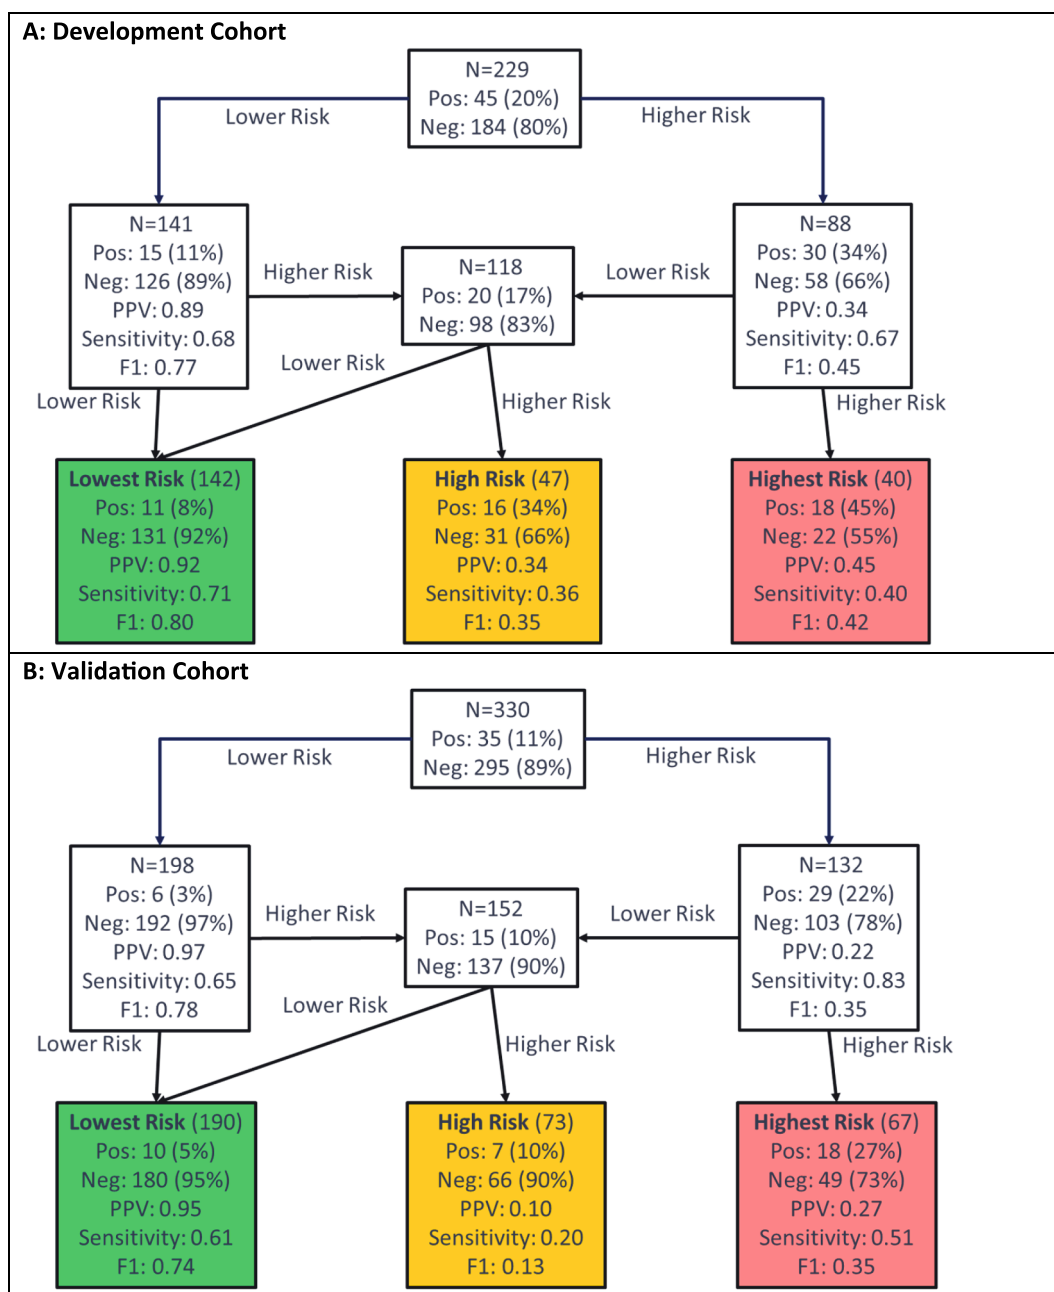 A: Development Cohort
N=229
Pos: 45 (20%)
Neg: 184 (80%)
Lower Risk
Higher Risk
N=141
Pos: 15 (11%)
Neg: 126 (89%)
PPV: 0.89
Sensitivity: 0.68
F1: 0.77
Higher Risk
N=118
Pos: 20 (17%)
Neg: 98 (83%)
Lower Risk
N=88
Pos: 30 (34%)
Neg: 58 (66%)
PPV: 0.34
Sensitivity: 0.67
F1: 0.45
Lower Risk
Lower Risk
Higher Risk
Higher Risk
Lowest Risk (142)
Pos: 11 (8%)
Neg: 131 (92%)
PPV: 0.92
Sensitivity: 0.71
F1: 0.80
High Risk (47)
Pos: 16 (34%)
Neg: 31 (66%)
PPV: 0.34
Sensitivity: 0.36
F1: 0.35
Highest Risk (40)
Pos: 18 (45%)
Neg: 22 (55%)
PPV: 0.45
Sensitivity: 0.40
F1: 0.42
B: Validation Cohort
N=330
Pos: 35 (11%)
Neg: 295 (89%)
Lower Risk
Higher Risk
N=198
Pos: 6 (3%)
Neg: 192 (97%)
PPV: 0.97
Sensitivity: 0.65
F1: 0.78
Higher Risk
N=152
Pos: 15 (10%)
Neg: 137 (90%)
Lower Risk
N=132
Pos: 29 (22%)
Neg: 103 (78%)
PPV: 0.22
Sensitivity: 0.83
F1: 0.35
Lower Risk
Lower Risk
Higher Risk
Higher Risk
Lowest Risk (190)
Pos: 10 (5%)
Neg: 180 (95%)
PPV: 0.95
Sensitivity: 0.61
F1: 0.74
High Risk (73)
Pos: 7 (10%)
Neg: 66 (90%)
PPV: 0.10
Sensitivity: 0.20
F1: 0.13
Highest Risk (67)
Pos: 18 (27%)
Neg: 49 (73%)
PPV: 0.27
Sensitivity: 0.51
F1: 0.35